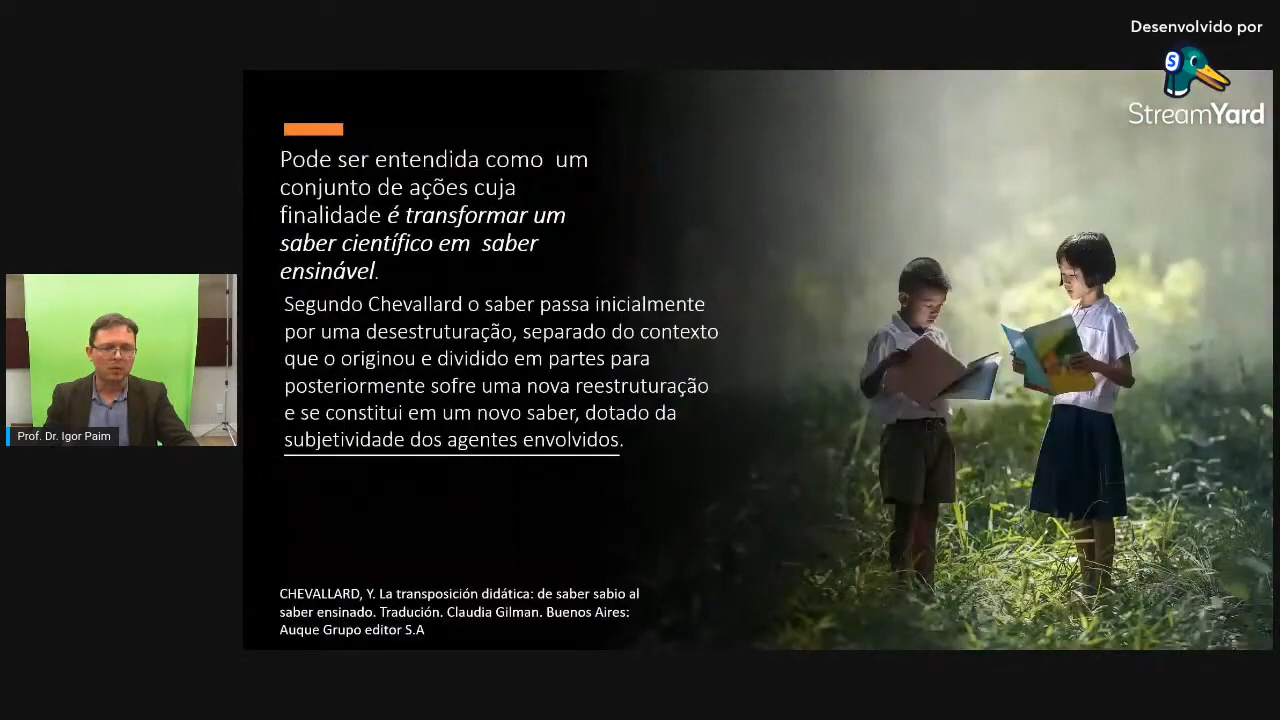 Desenvolvido por
StreamYard
Pode ser entendida como um
conjunto de ações cuja
finalidade é transformar um
saber científico em saber
ensinável.
Segundo Chevallard o saber passa inicialmente
por uma desestruturação, separado do contexto
que o originou e dividido em partes para
posteriormente sofre uma nova reestruturação
e se constitui em um novo saber, dotado da
subjetividade dos agentes envolvidos.
Prof. Dr. Igor Paim
CHEVALLARD, Y. La transposición didática: de saber sabio al
saber ensinado. Tradución. Claudia Gilman. Buenos Aires:
Auque Grupo editor S.A